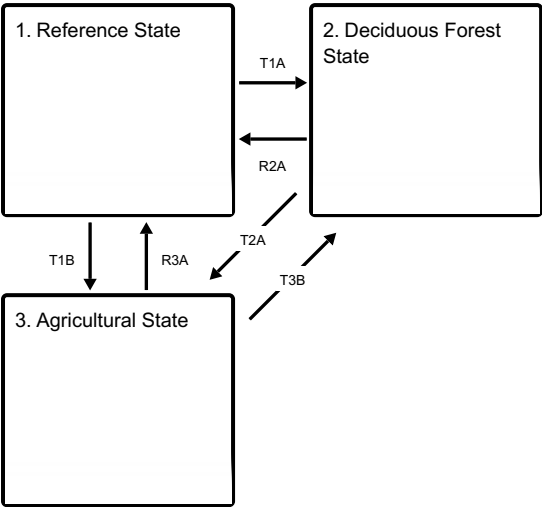 1. Reference State
2. Deciduous Forest
State
T1A
R2A
T2A
T1B
R3A
T3B
3. Agricultural State